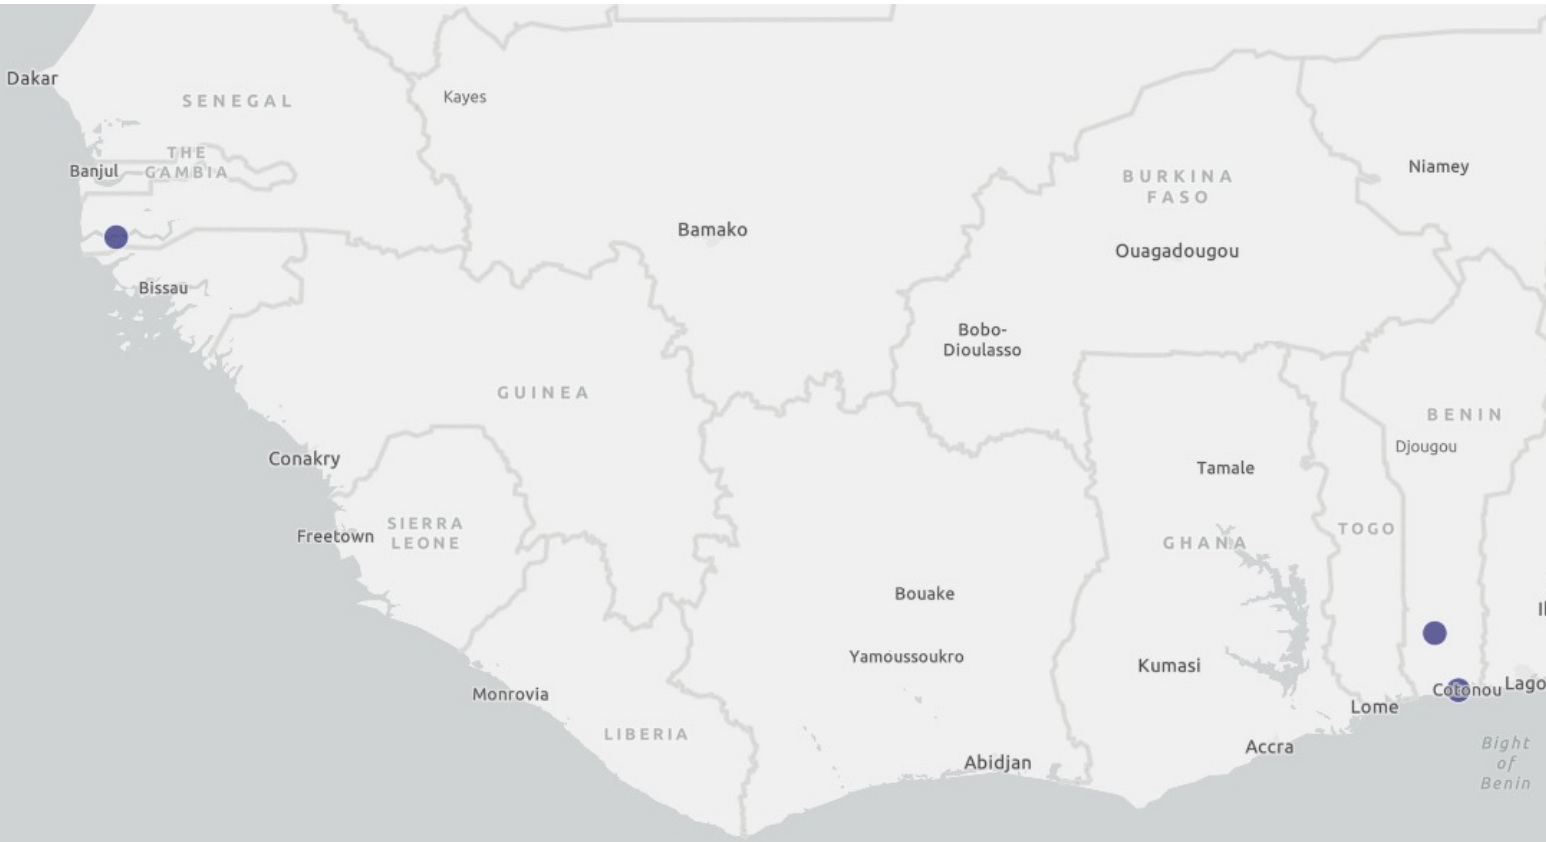 Dakar
SENEGAL
Kayes
THE
GAMBIA
Banjul
Niamey
BURKINA
FASO
Bamako
Ouagadougou
Bissau
Bobo-
Dioulasso
GUINEA
BENIN
Djougou
Conakry
Tamale
SIERRA
LEONE
Freetown
TOGO
GHANA
Bouake
Yamoussoukro
Kumasi
Monrovia
Cotonou
Lago
Lome
LIBERIA
Accra
Abidjan
Bight
of
Benin